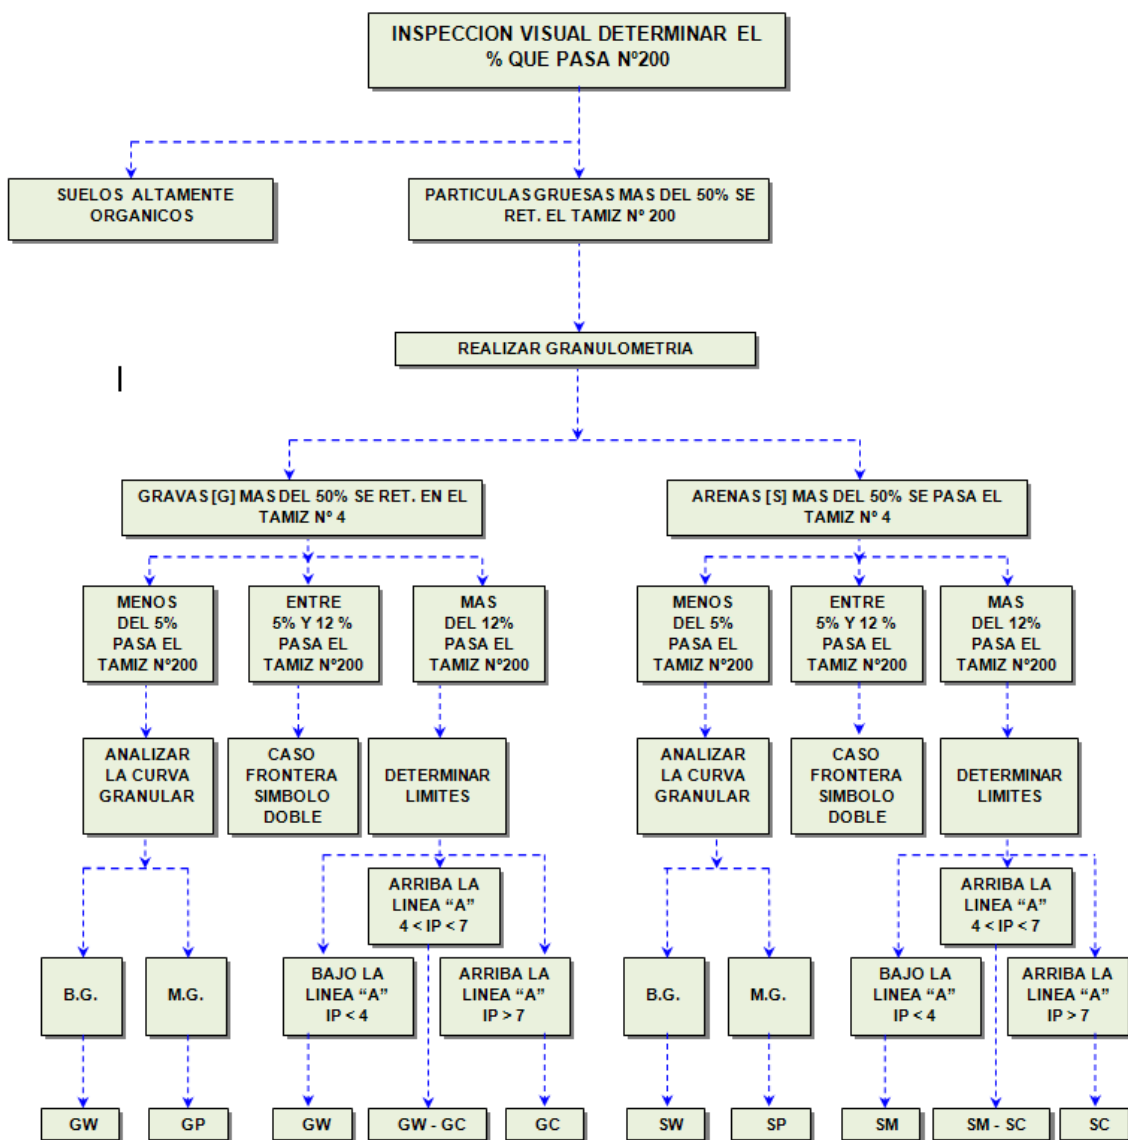 INSPECCION VISUAL DETERMINAR EL
% QUE PASA Nº200
SUELOS ALTAMENTE
ORGANICOS
PARTICULAS GRUESAS MAS DEL 50% SE
RET. EL TAMIZ Nº 200
REALIZAR GRANULOMETRIA
GRAVAS [G] MAS DEL 50% SE RET. EN EL
TAMIZ Nº 4
ARENAS [S] MAS DEL 50% SE PASA EL
TAMIZ Nº 4
MENOS
DEL 5%
PASA EL
TAMIZ Nº200
ENTRE
5% Y 12 %
PASA EL
TAMIZ Nº200
MAS
DEL 12%
PASA EL
TAMIZ Nº200
MENOS
DEL 5%
PASA EL
TAMIZ Nº200
ENTRE
5% Y 12 %
PASA EL
TAMIZ Nº200
MAS
DEL 12%
PASA EL
TAMIZ Nº200
ANALIZAR
LA CURVA
GRANULAR
CASO
FRONTERA
SIMBOLO
DOBLE
DETERMINAR
LIMITES
ANALIZAR
LA CURVA
GRANULAR
CASO
FRONTERA
SIMBOLO
DOBLE
DETERMINAR
LIMITES
ARRIBA LA
LINEA “A”
4 < IP < 7
ARRIBA LA
LINEA “A”
4 < IP < 7
B.G.
M.G.
BAJO LA
LINEA “A”
IP < 4
ARRIBA LA
LINEA “A”
IP > 7
B.G.
M.G.
BAJO LA
LINEA “A”
IP < 4
ARRIBA LA
LINEA “A”
IP > 7
GW
GP
GW
GW - GC
GC
SW
SP
SM
SM - SC
SC